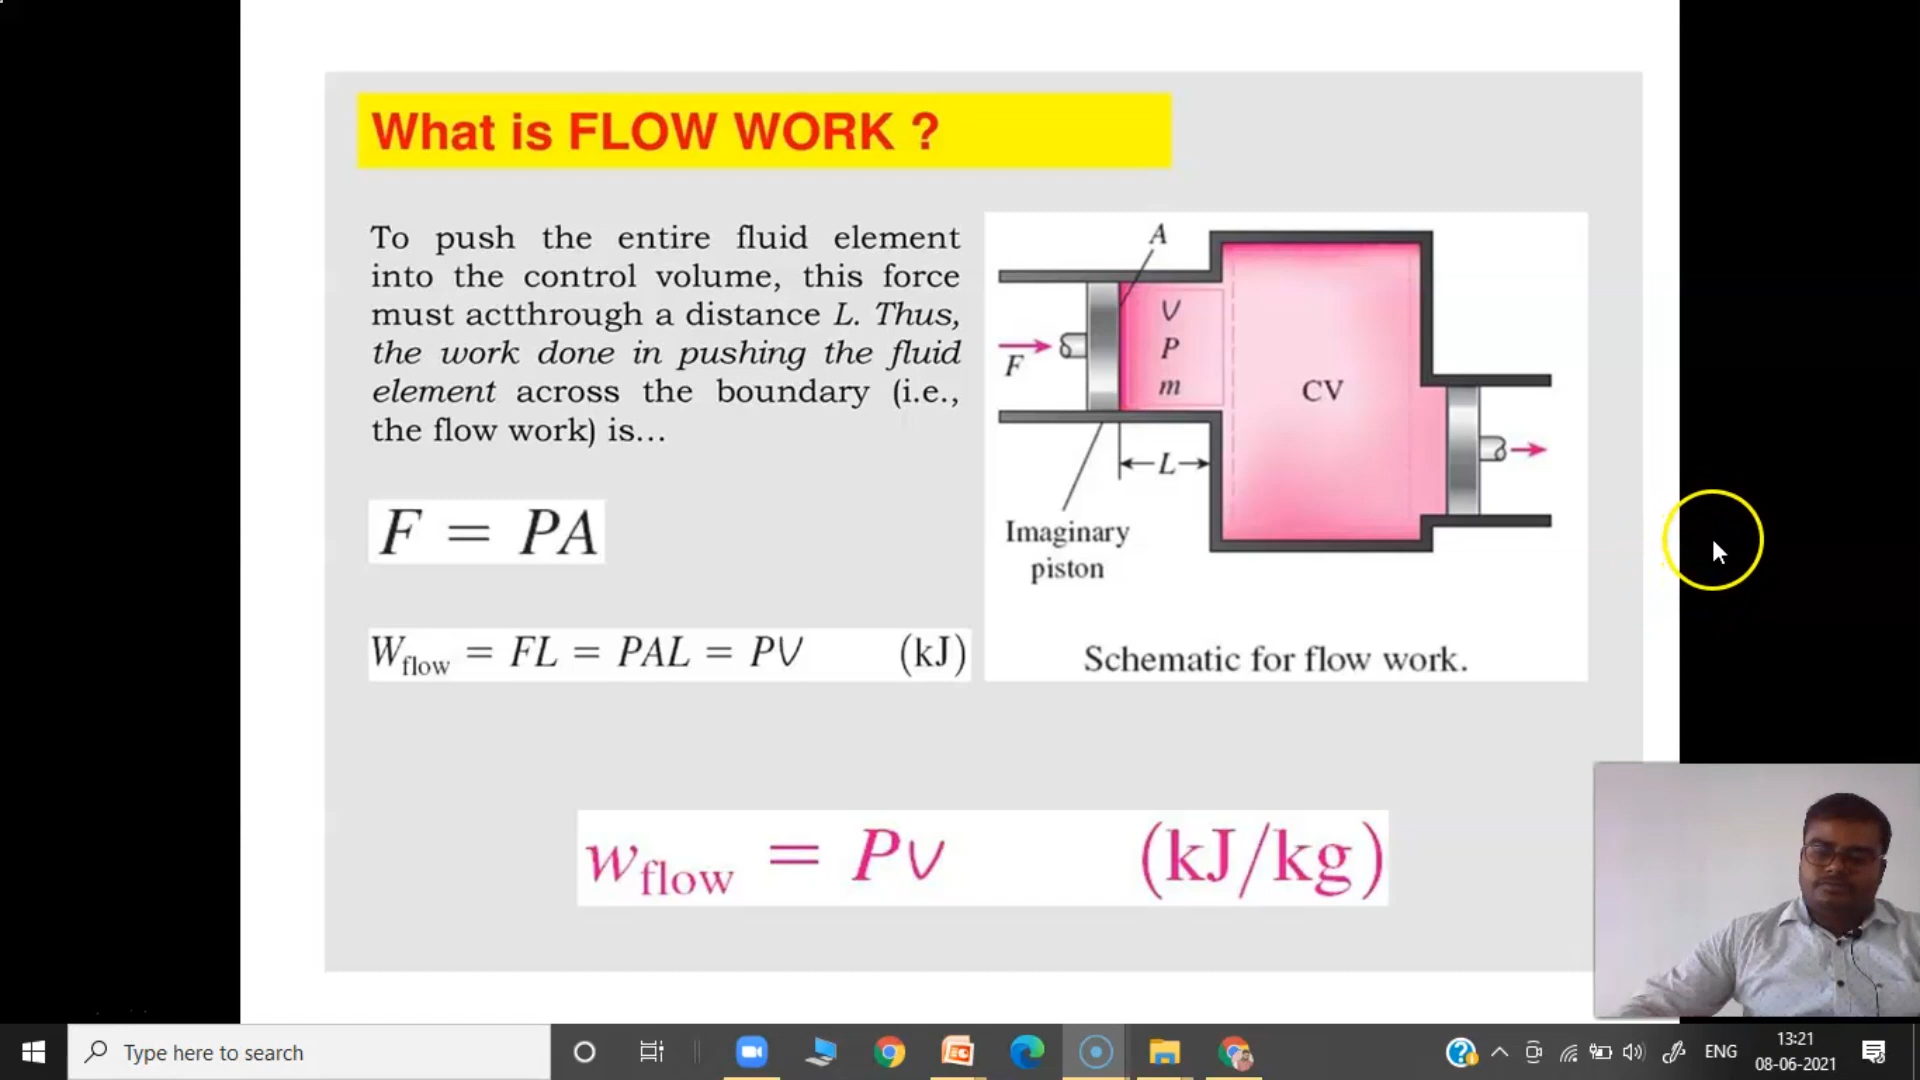 What is FLOW WORK ?
To push the entire fluid element
into the control volume, this force
must actthrough a distance L. Thus,
the work done in pushing the fluid
element across the boundary (i.e.,
the flow work) is...
F = PA
W_flow = FL = PAL = PV (kJ)
A
V
P
m
F
CV
L
Imaginary
piston
Schematic for flow work.
w_flow = Pv (kJ/kg)
Type here to search
ENG
13:21
08-06-2021